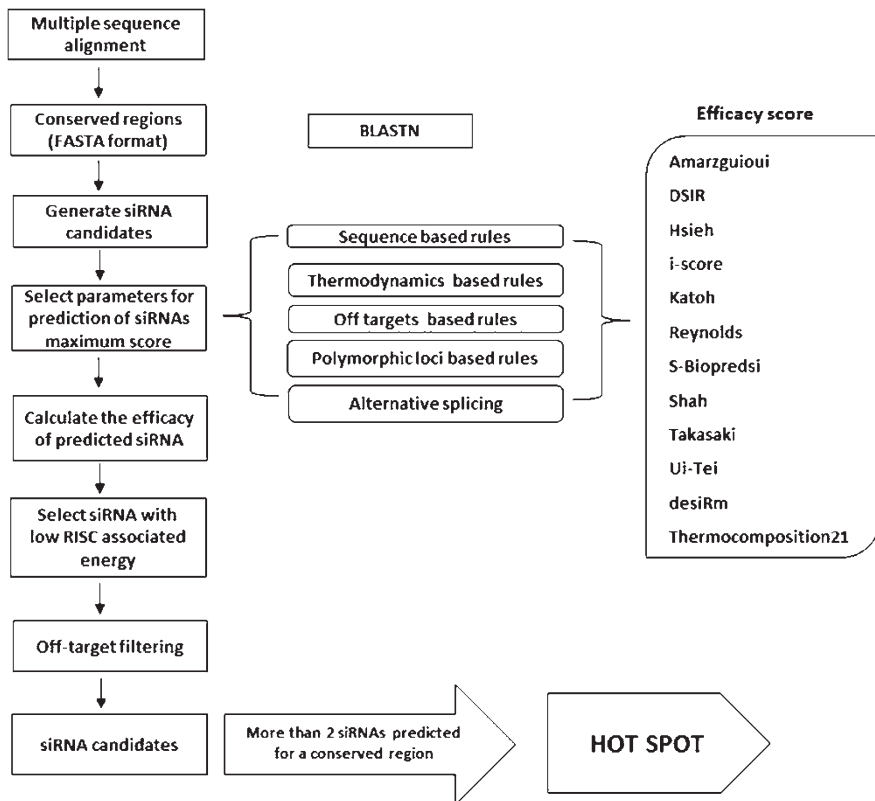 Multiple sequence
alignment
Conserved regions
(FASTA format)
Generate siRNA
candidates
Select parameters for
prediction of siRNAs
maximum score
Calculate the efficacy
of predicted siRNA
Select siRNA with
low RISC associated
energy
Off-target filtering
siRNA candidates
BLASTN
Sequence based rules
Thermodynamics based rules
Off targets based rules
Polymorphic loci based rules
Alternative splicing
Efficacy score
Amarzguioui
DSIR
Hsieh
i-score
Katoh
Reynolds
S-Biopredsi
Shah
Takasaki
Ui-Tei
desiRm
Thermocomposition21
More than 2 siRNAs predicted
for a conserved region
HOT SPOT